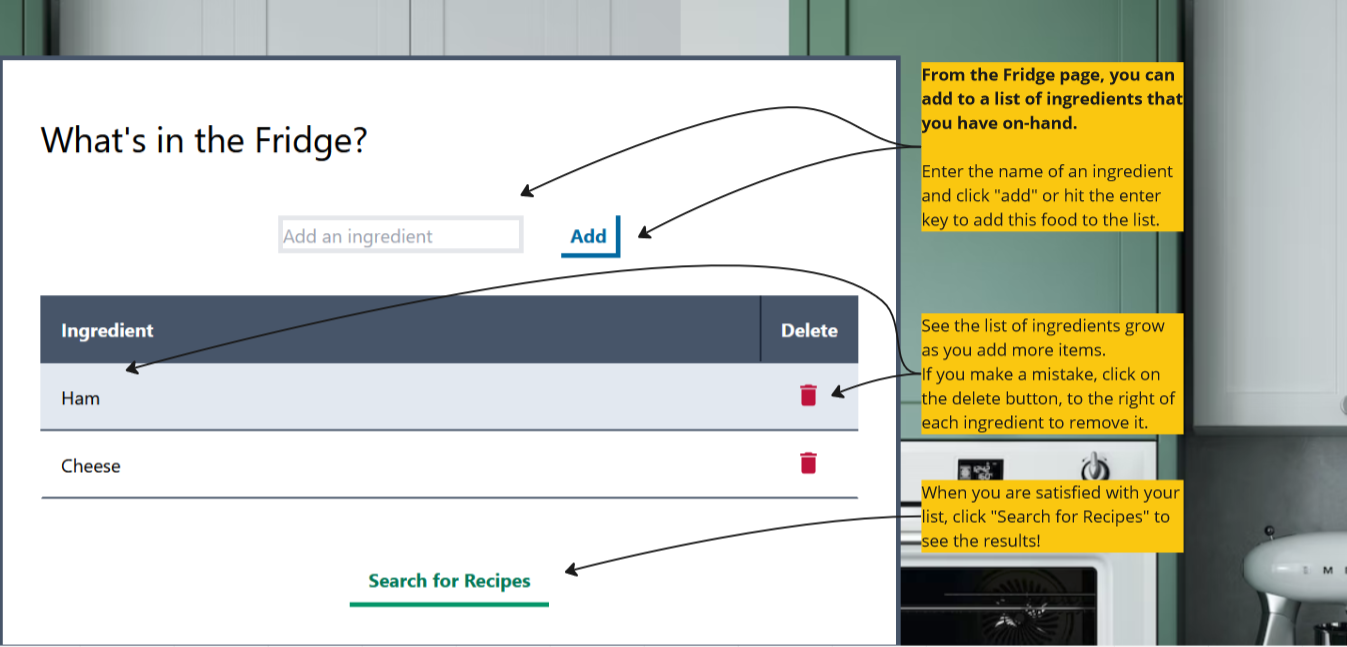 What's in the Fridge?
Add an ingredient
Add
Ingredient
Delete
Ham
Cheese
Search for Recipes
From the Fridge page, you can
add to a list of ingredients that
you have on-hand.
Enter the name of an ingredient
and click "add" or hit the enter
key to add this food to the list.
See the list of ingredients grow
as you add more items.
If you make a mistake, click on
the delete button, to the right of
each ingredient to remove it.
When you are satisfied with your
list, click "Search for Recipes" to
see the results!